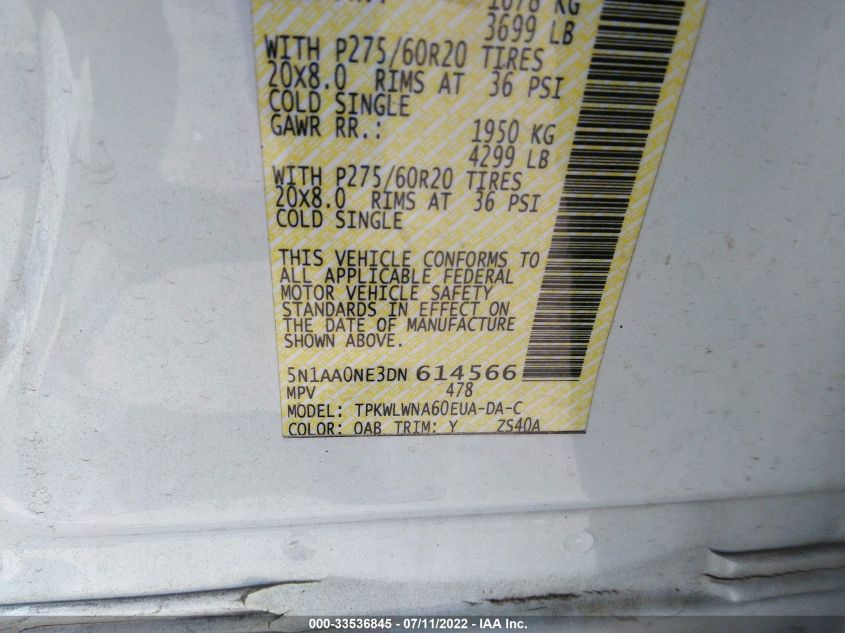 3699 LB
WITH P275/60R20 TIRES
20X8.0 RIMS AT 36 PSI
COLD SINGLE
GAWR RR.: 1950 KG
4299 LB
WITH P275/60R20 TIRES
20X8.0 RIMS AT 36 PSI
COLD SINGLE
THIS VEHICLE CONFORMS TO
ALL APPLICABLE FEDERAL
MOTOR VEHICLE SAFETY
STANDARDS IN EFFECT ON
THE DATE OF MANUFACTURE
SHOWN ABOVE.
5N1AA0NE3DN 614566
MPV 478
MODEL: TPKWLWNA60EUA-DA-C
COLOR: QAB TRIM: Y ZS40A
000-33536845 - 07/11/2022 - IAA Inc.